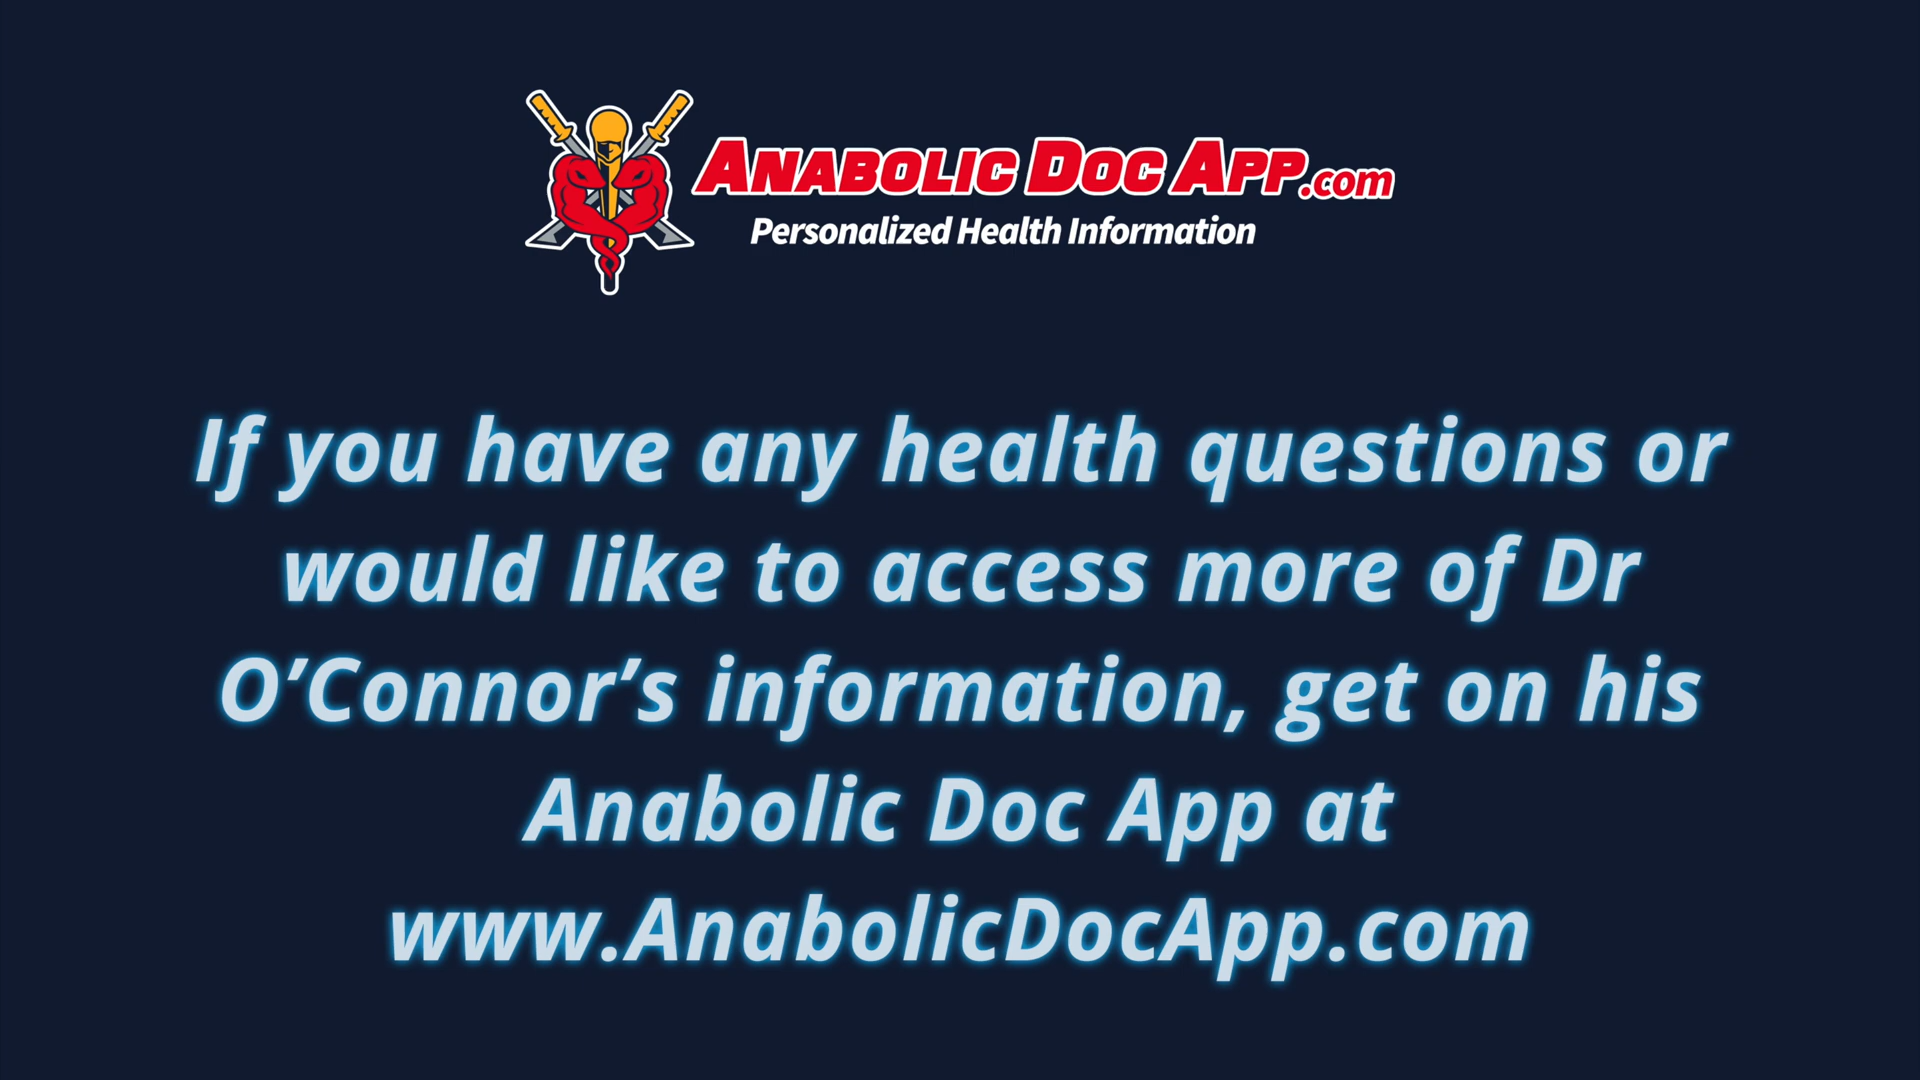 ANABOLIC DOC APP.com
Personalized Health Information
If you have any health questions or
would like to access more of Dr
O’Connor’s information, get on his
Anabolic Doc App at
www.AnabolicDocApp.com